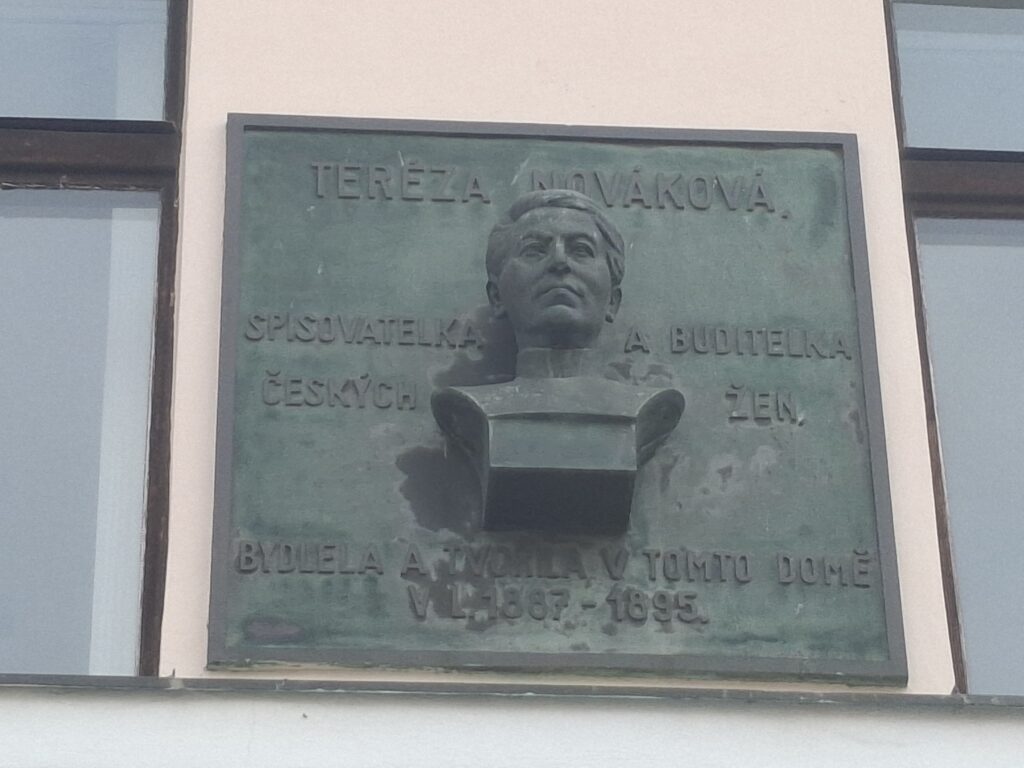 TERÉZA NOVÁKOVÁ,
SPISOVATELKA A BUDITELKA
ČESKÝCH ŽEN,
BYDLELA A TVOŘILA V TOMTO DOMĚ
V L. 1887 - 1895.